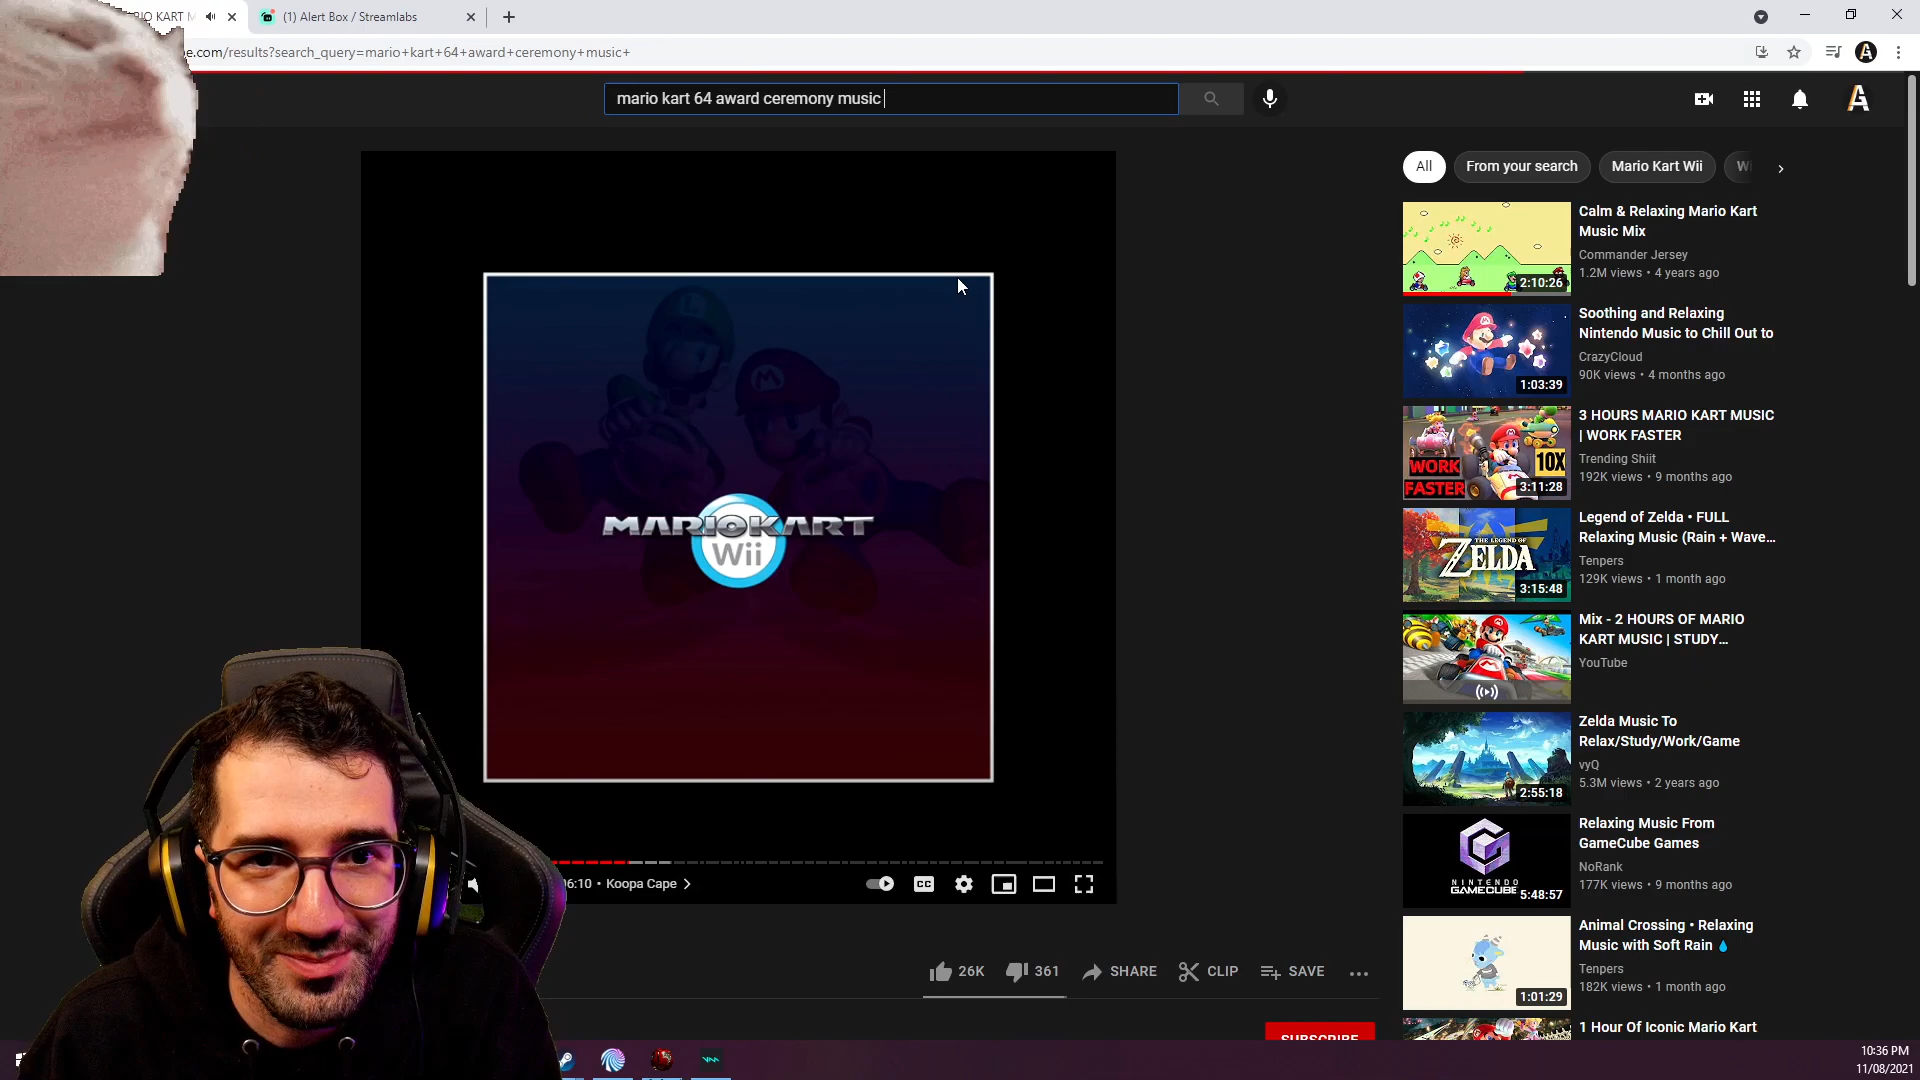 RIO KART M
(1) Alert Box / Streamlabs
e.com/results?search_query=mario+kart+64+award+ceremony+music+
mario kart 64 award ceremony music
All
From your search
Mario Kart Wii
Wi
Calm & Relaxing Mario Kart
Music Mix
Commander Jersey
1.2M views • 4 years ago
2:10:26
Soothing and Relaxing
Nintendo Music to Chill Out to
CrazyCloud
90K views • 4 months ago
1:03:39
3 HOURS MARIO KART MUSIC
| WORK FASTER
Trending Shiit
192K views • 9 months ago
WORK
FASTER
10X
3:11:28
Legend of Zelda • FULL
Relaxing Music (Rain + Wave...
Tenpers
129K views • 1 month ago
THE LEGEND OF
ZELDA
3:15:48
Mix - 2 HOURS OF MARIO
KART MUSIC | STUDY...
YouTube
Zelda Music To
Relax/Study/Work/Game
vyQ
5.3M views • 2 years ago
2:55:18
Relaxing Music From
GameCube Games
NoRank
177K views • 9 months ago
NINTENDO
GAMECUBE
5:48:57
Animal Crossing • Relaxing
Music with Soft Rain 💧
Tenpers
182K views • 1 month ago
1:01:29
1 Hour Of Iconic Mario Kart
MARIOKART
Wii
6:10 • Koopa Cape
CC
26K
361
SHARE
CLIP
SAVE
SUBSCRIBE
10:36 PM
11/08/2021